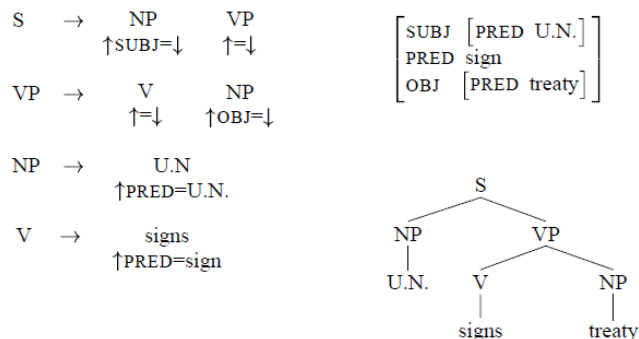 S → NP VP
↑SUBJ=↓ ↑=↓
VP → V NP
↑=↓ ↑OBJ=↓
NP → U.N
↑PRED=U.N.
V → signs
↑PRED=sign
[SUBJ [PRED U.N.]
PRED sign
OBJ [PRED treaty]]
S
NP VP
U.N. V NP
signs treaty